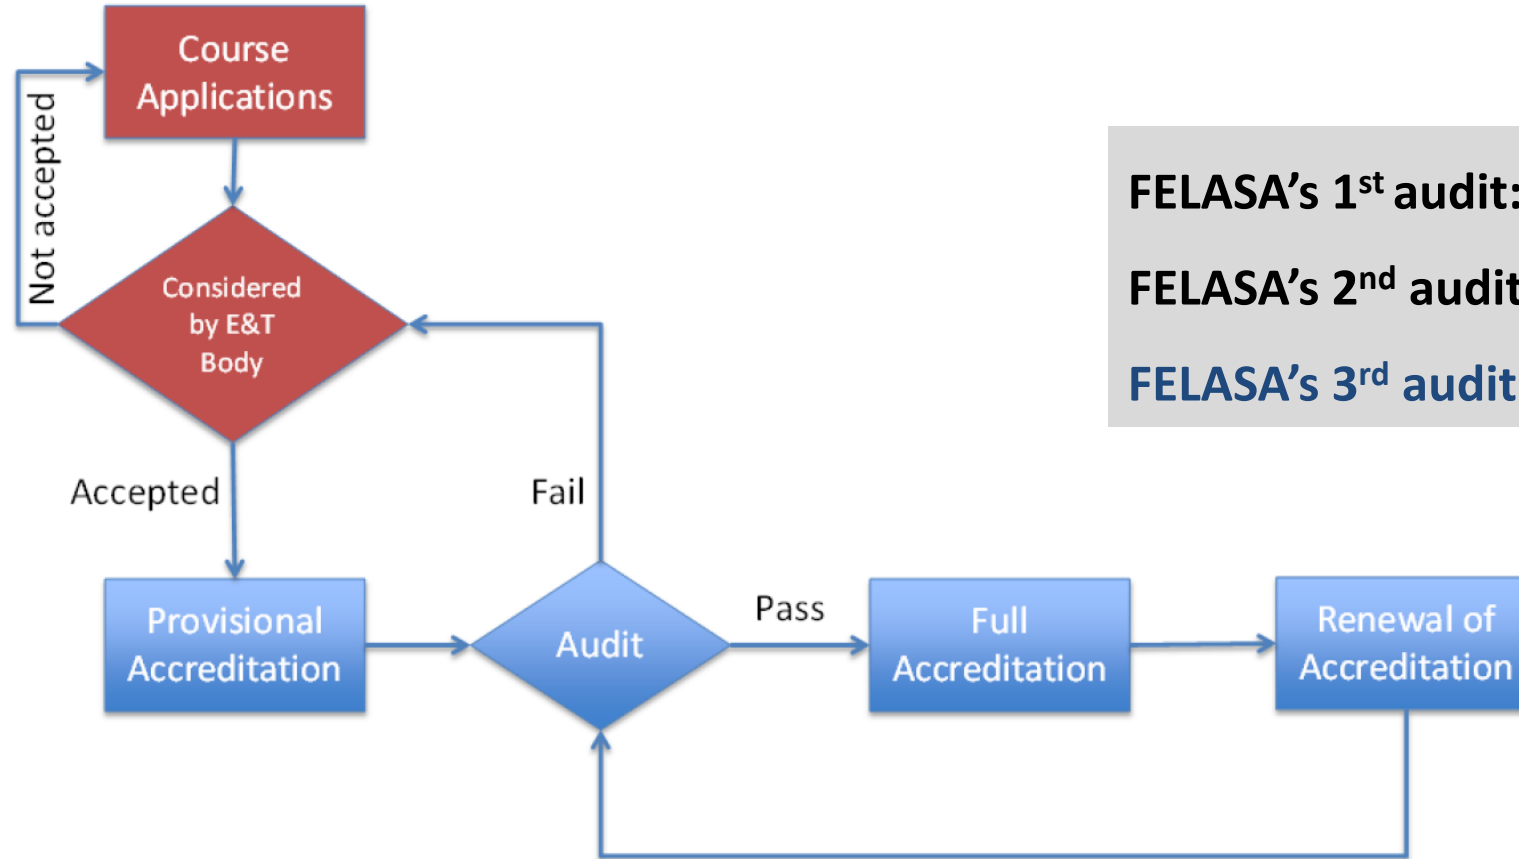 Course
Applications
Not accepted
Considered
by E&T
Body
Accepted
Fail
Provisional
Accreditation
Audit
Pass
Full
Accreditation
Renewal of
Accreditation
FELASA’s 1st audit:
FELASA’s 2nd audit
FELASA’s 3rd audit